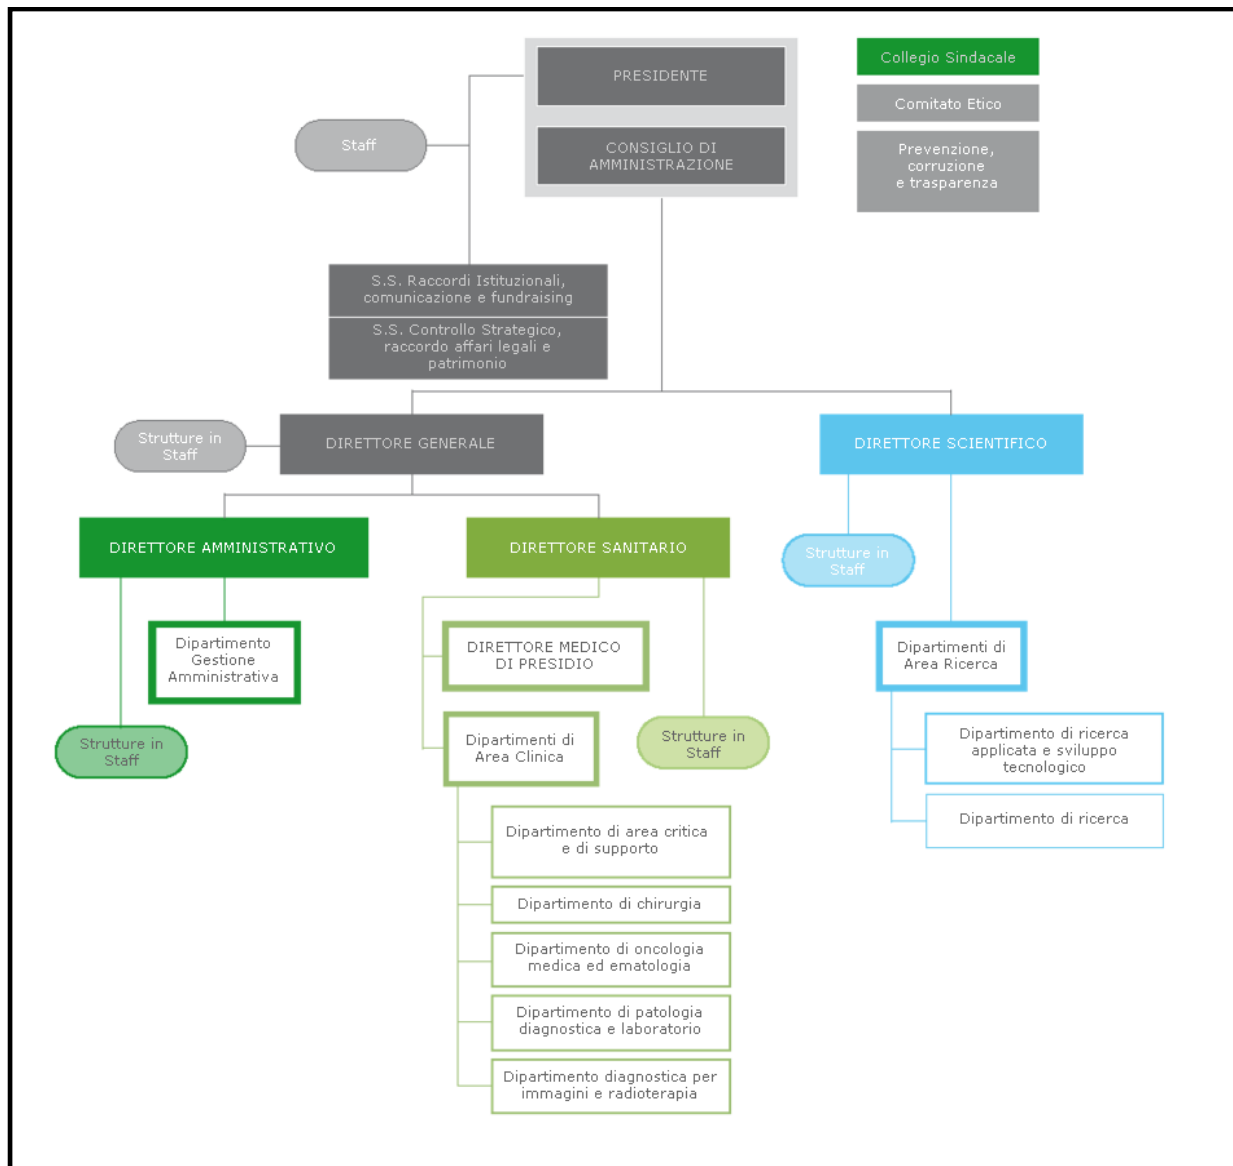 PRESIDENTE
CONSIGLIO DI
AMMINISTRAZIONE
Collegio Sindacale
Comitato Etico
Prevenzione,
corruzione
e trasparenza
Staff
S.S. Raccordi Istituzionali,
comunicazione e fundraising
S.S. Controllo Strategico,
raccordo affari legali e
patrimonio
Strutture in
Staff
DIRETTORE GENERALE
DIRETTORE SCIENTIFICO
DIRETTORE AMMINISTRATIVO
DIRETTORE SANITARIO
Strutture in
Staff
Dipartimento
Gestione
Amministrativa
DIRETTORE MEDICO
DI PRESIDIO
Dipartimenti di
Area Ricerca
Strutture in
Staff
Dipartimenti di
Area Clinica
Strutture in
Staff
Dipartimento di ricerca
applicata e sviluppo
tecnologico
Dipartimento di ricerca
Dipartimento di area critica
e di supporto
Dipartimento di chirurgia
Dipartimento di oncologia
medica ed ematologia
Dipartimento di patologia
diagnostica e laboratorio
Dipartimento diagnostica per
immagini e radioterapia